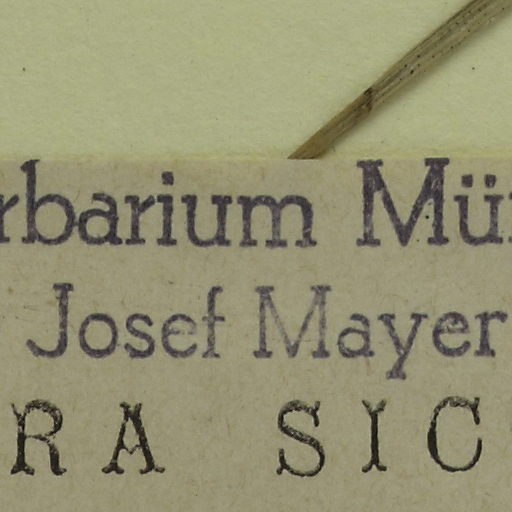 rbarium Mü
Josef Mayer
RA SIC